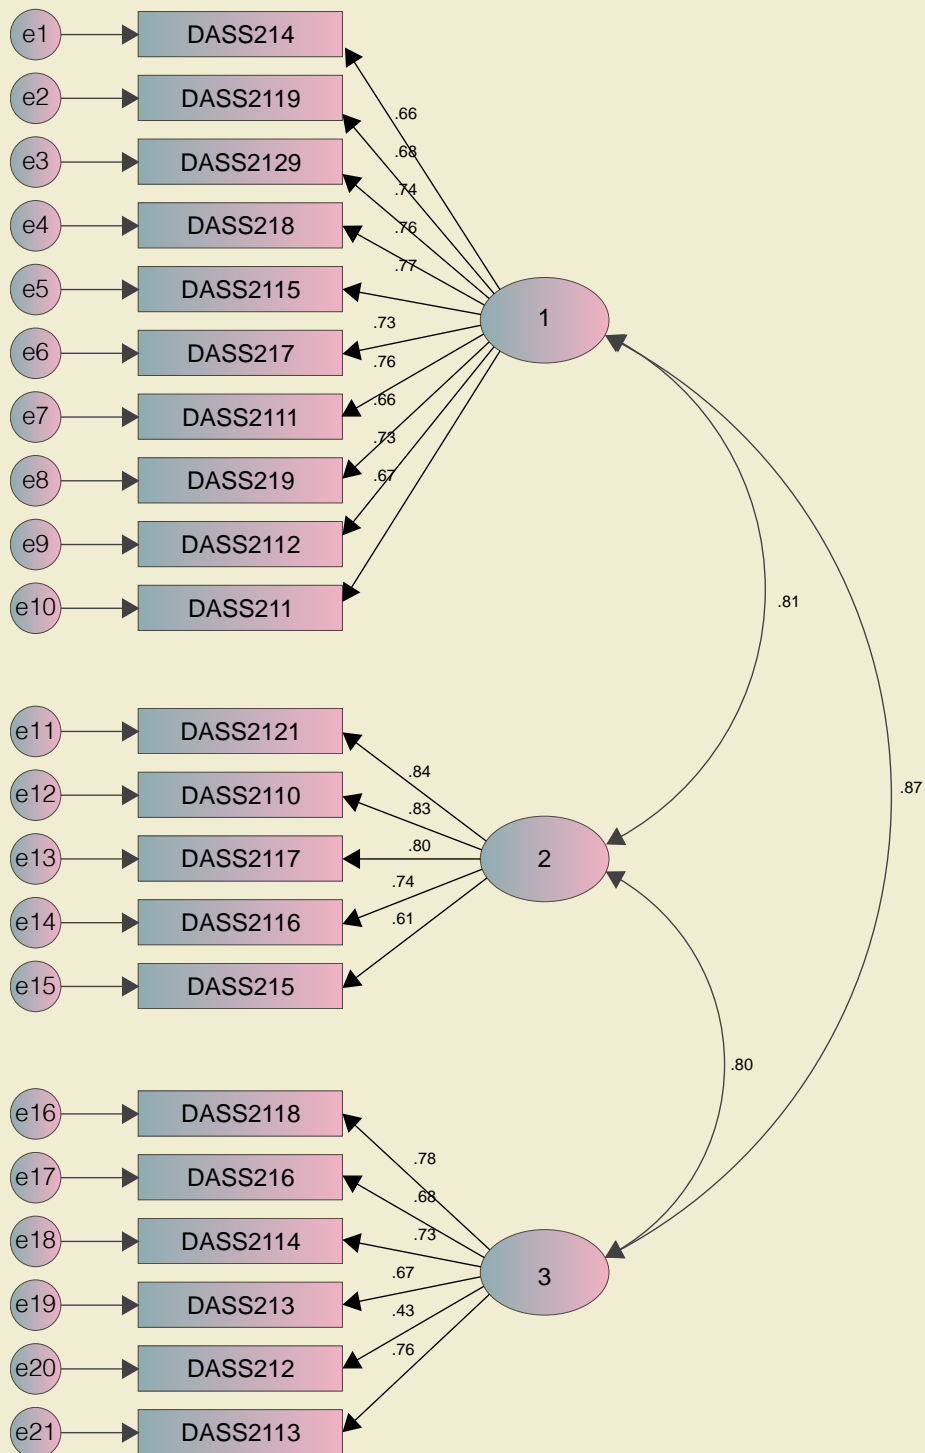 e1 DASS214
e2 DASS2119
.66
e3 DASS2129
.68
.74
e4 DASS218
.76
.77
e5 DASS2115
1
.73
e6 DASS217
.76
.66
e7 DASS2111
.73
e8 DASS219
.67
e9 DASS2112
e10 DASS211
.81
e11 DASS2121
.84
e12 DASS2110
.83
.87
.80
e13 DASS2117
2
.74
e14 DASS2116
.61
e15 DASS215
.80
e16 DASS2118
.78
e17 DASS216
.68
.73
e18 DASS2114
.67
3
e19 DASS213
.43
.76
e20 DASS212
e21 DASS2113